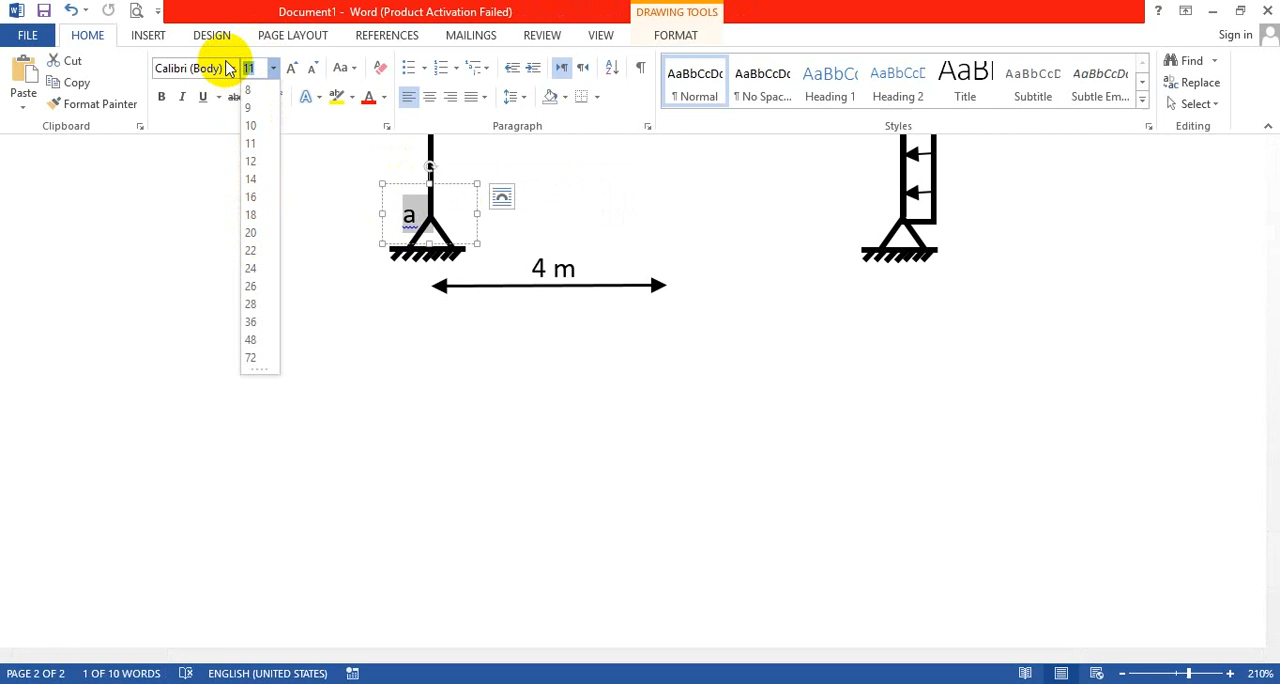 Document1 - Word (Product Activation Failed)
DRAWING TOOLS
?
FILE HOME INSERT DESIGN PAGE LAYOUT REFERENCES MAILINGS REVIEW VIEW FORMAT Sign in
Paste
Cut
Copy
Format Painter
Clipboard
Calibri (Body) 11
Aa
B I U abc
8
9
10
11
12
14
16
18
20
22
24
26
28
36
48
72
Paragraph
AaBbCcDc
¶ Normal
AaBbCcDc
¶ No Spac...
AaBbC
Heading 1
AaBbCcD
Heading 2
AaBl
Title
AaBbCcC
Subtitle
AaBbCcDc
Subtle Em...
Styles
Find
Replace
Select
Editing
a
4 m
PAGE 2 OF 2 1 OF 10 WORDS ENGLISH (UNITED STATES) 210%